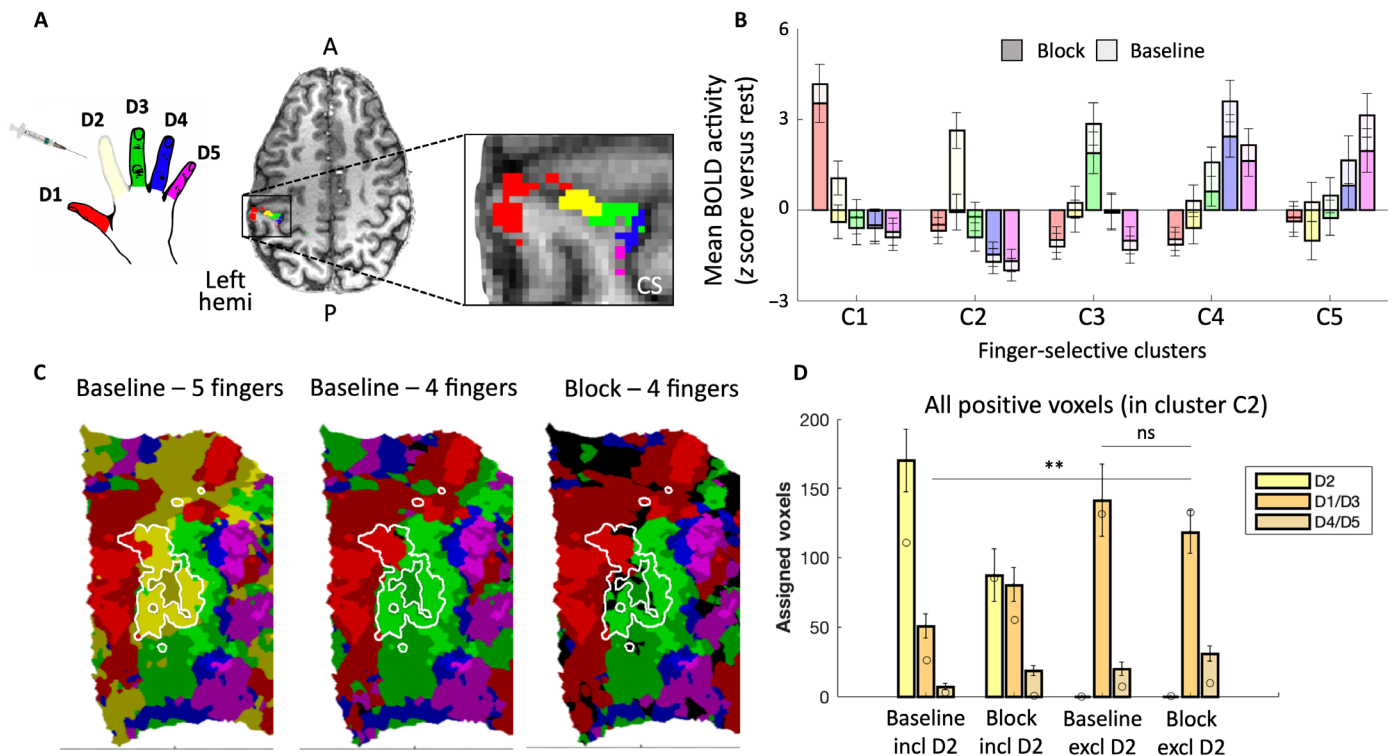 A
A
D1
D2
D3
D4
D5
Left
hemi
P
CS
B
Mean BOLD activity
(z score versus rest)
6
3
0
−3
Block
Baseline
C1 C2 C3 C4 C5
Finger-selective clusters
C
Baseline – 5 fingers
Baseline – 4 fingers
Block – 4 fingers
D
All positive voxels (in cluster C2)
Assigned voxels
200
150
100
50
0
ns
**
D2
D1/D3
D4/D5
Baseline
incl D2
Block
incl D2
Baseline
excl D2
Block
excl D2